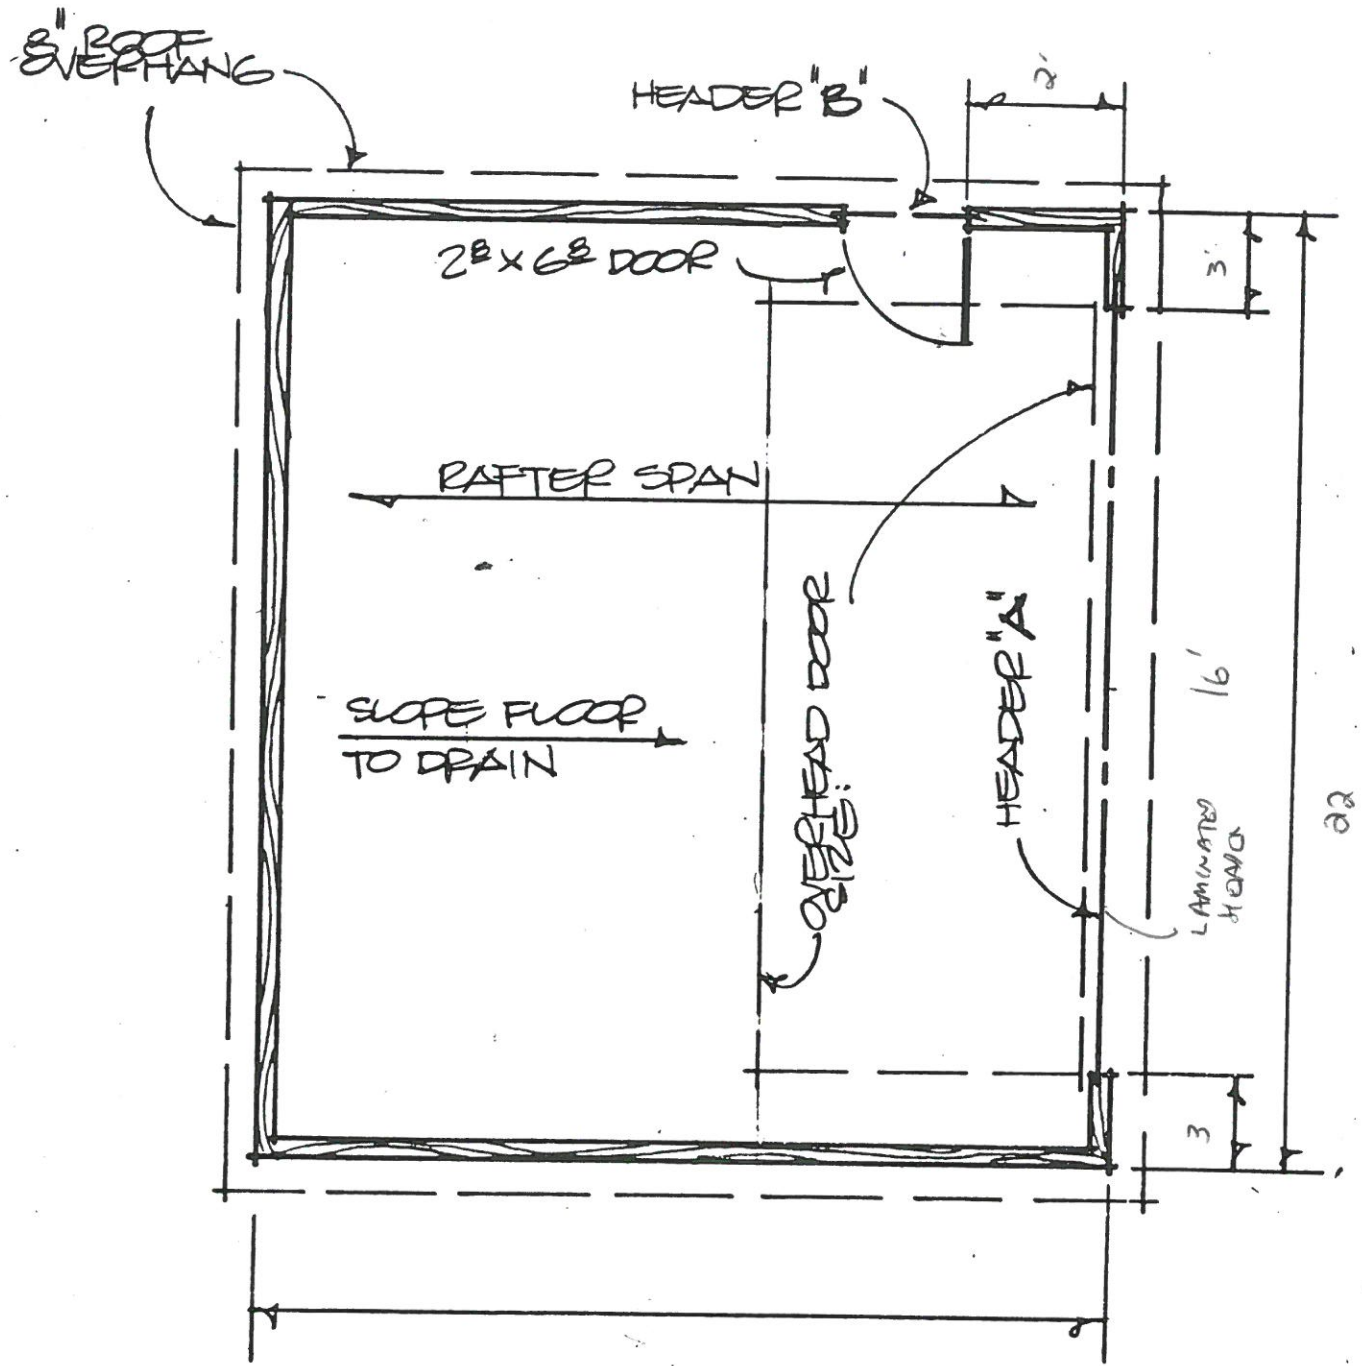 8" ROOF
OVERHANG
HEADER "B"
2'
2⁸ X 6⁸ DOOR
3'
RAFTER SPAN
OVERHEAD DOOR
SIZE:
HEADER "A"
16'
SLOPE FLOOR
TO DRAIN
LAMINATED
22
3